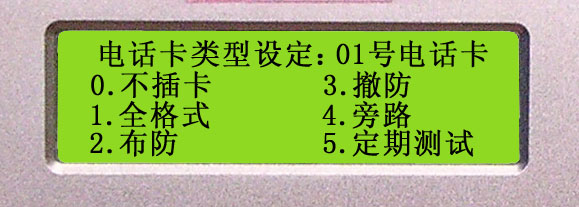 电话卡类型设定：01号电话卡
0.不插卡 3.撤防
1.全格式 4.旁路
2.布防 5.定期测试